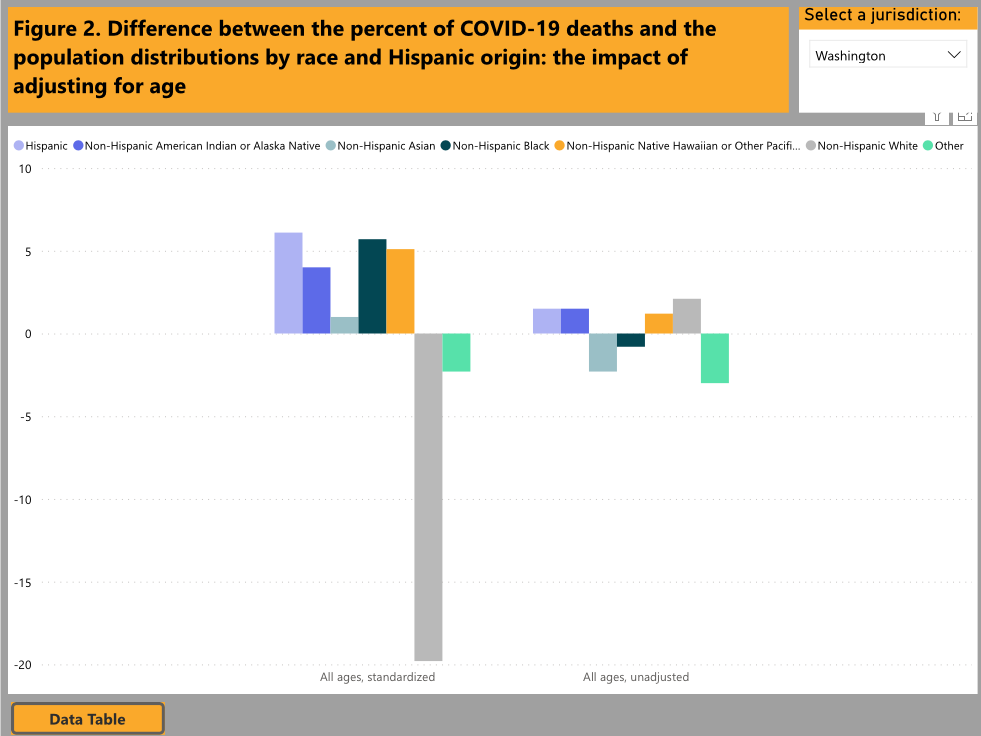 Figure 2. Difference between the percent of COVID-19 deaths and the
population distributions by race and Hispanic origin: the impact of
adjusting for age
Select a jurisdiction:
Washington
Hispanic Non-Hispanic American Indian or Alaska Native Non-Hispanic Asian Non-Hispanic Black Non-Hispanic Native Hawaiian or Other Pacifi... Non-Hispanic White Other
10
5
0
-5
-10
-15
-20
All ages, standardized All ages, unadjusted
Data Table